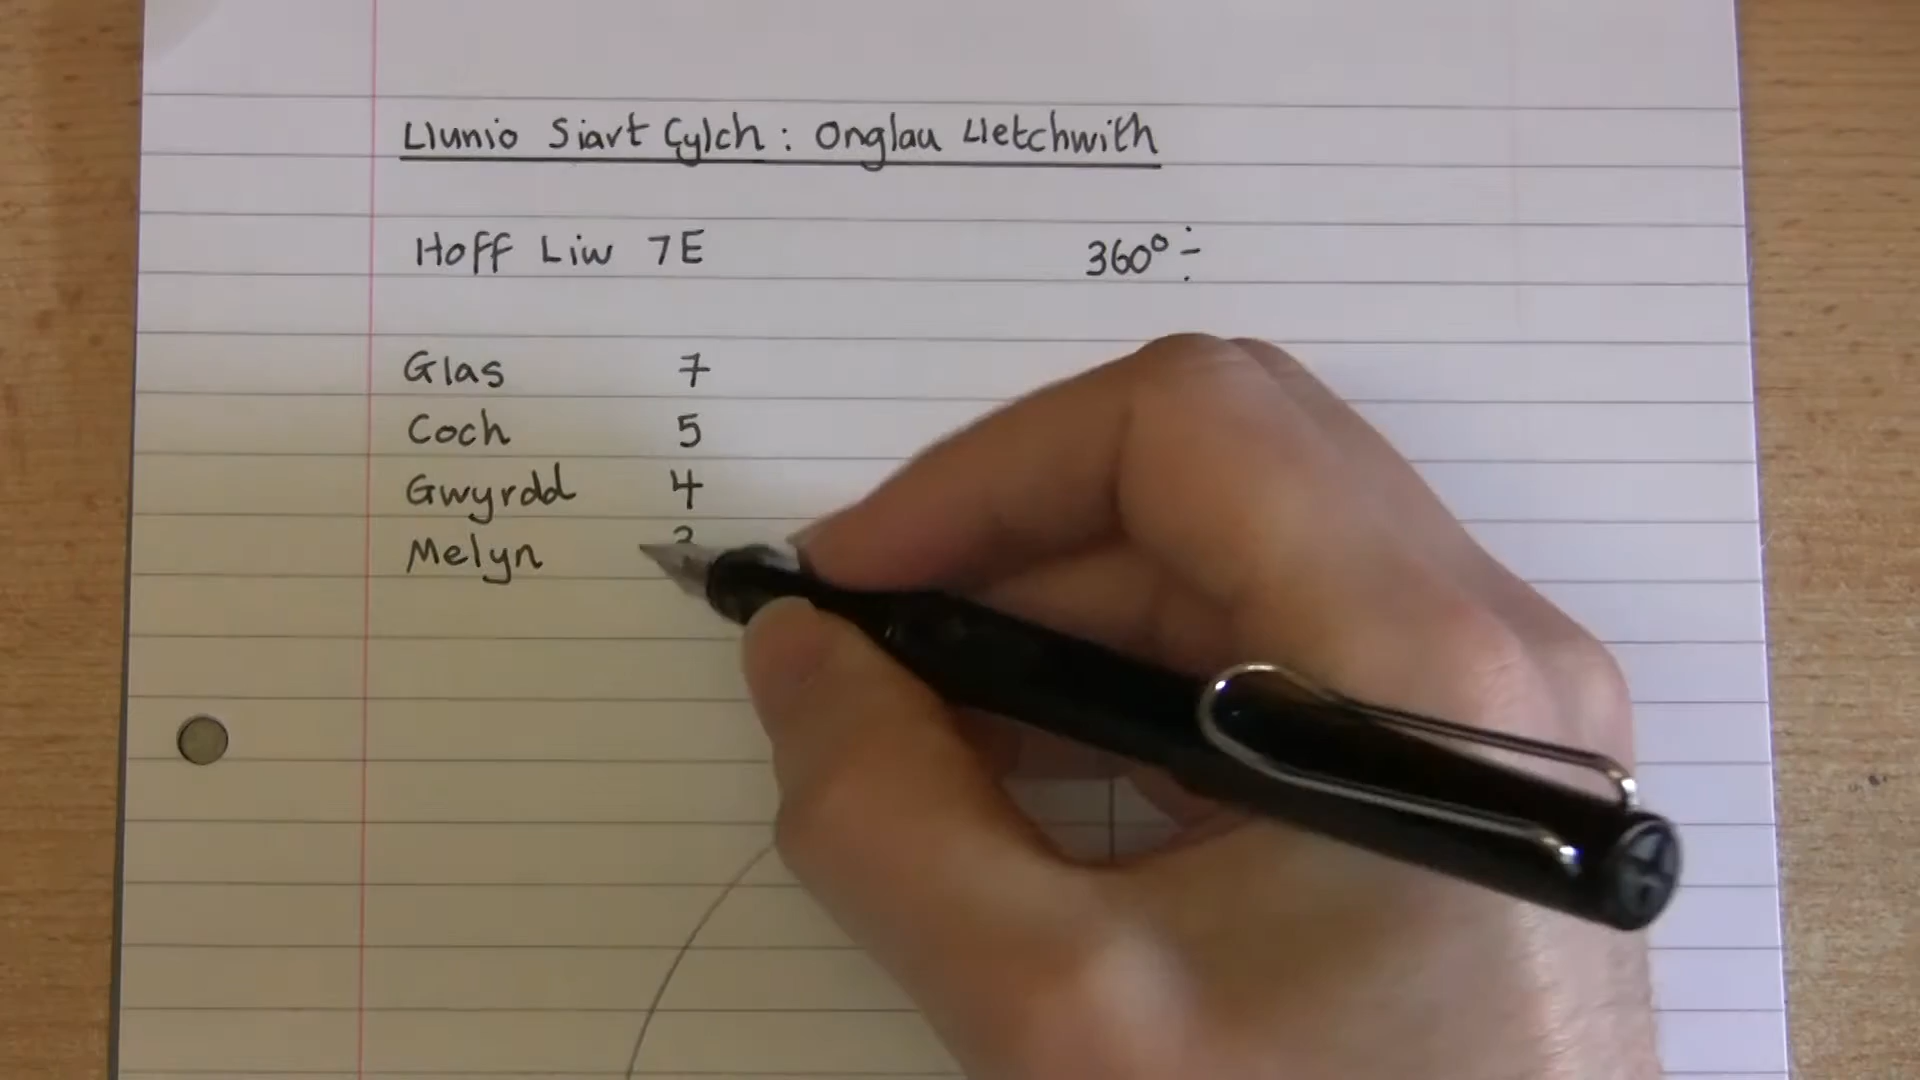 Llunio Siart Cylch: Onglau Lletchwith
Hoff Liw 7E 360° ÷
Glas 7
Coch 5
Gwyrdd 4
Melyn